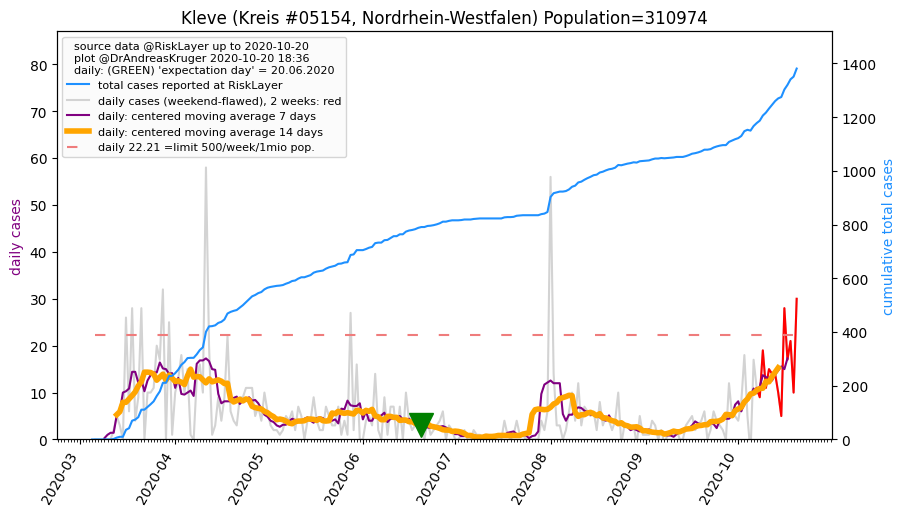 Kleve (Kreis #05154, Nordrhein-Westfalen) Population=310974
source data @RiskLayer up to 2020-10-20
plot @DrAndreasKruger 2020-10-20 18:36
daily: (GREEN) 'expectation day' = 20.06.2020
total cases reported at RiskLayer
daily cases (weekend-flawed), 2 weeks: red
daily: centered moving average 7 days
daily: centered moving average 14 days
daily 22.21 =limit 500/week/1mio pop.
daily cases
80
70
60
50
40
30
20
10
0
cumulative total cases
1400
1200
1000
800
600
400
200
0
2020-03
2020-04
2020-05
2020-06
2020-07
2020-08
2020-09
2020-10